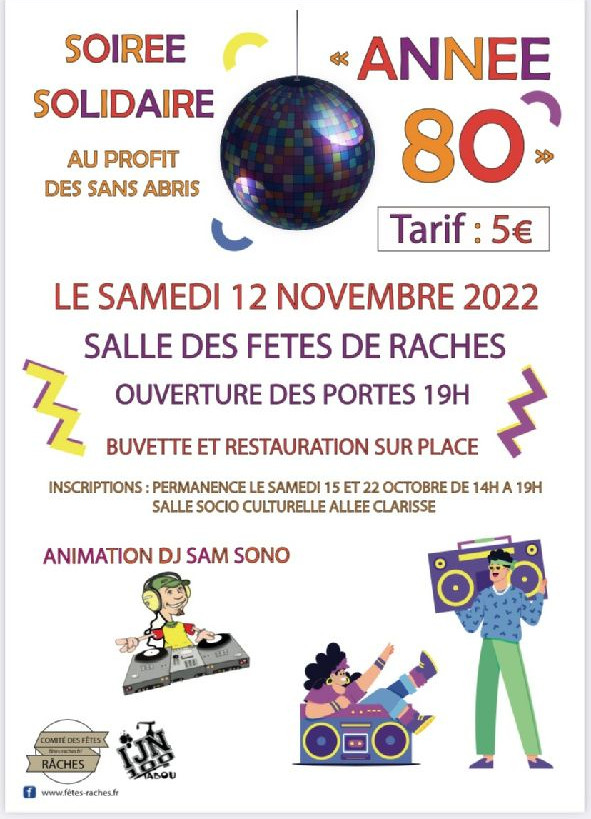 SOIREE
SOLIDAIRE
AU PROFIT
DES SANS ABRIS
« ANNEE
80 »
Tarif : 5€
LE SAMEDI 12 NOVEMBRE 2022
SALLE DES FETES DE RACHES
OUVERTURE DES PORTES 19H
BUVETTE ET RESTAURATION SUR PLACE
INSCRIPTIONS : PERMANENCE LE SAMEDI 15 ET 22 OCTOBRE DE 14H A 19H
SALLE SOCIO CULTURELLE ALLEE CLARISSE
ANIMATION DJ SAM SONO
COMITÉ DES FÊTES
RÂCHES
IJN
www.fêtes-raches.fr